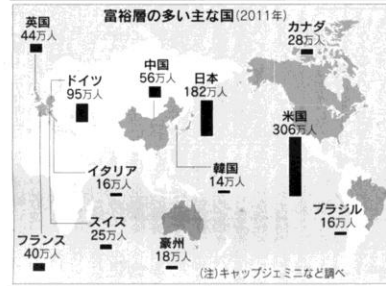 富裕層の多い主な国(2011年)
英国
44万人
カナダ
28万人
ドイツ
95万人
中国
56万人
日本
182万人
米国
306万人
イタリア
16万人
韓国
14万人
スイス
25万人
ブラジル
16万人
フランス
40万人
豪州
18万人
(注)キャップジェミニなど調べ